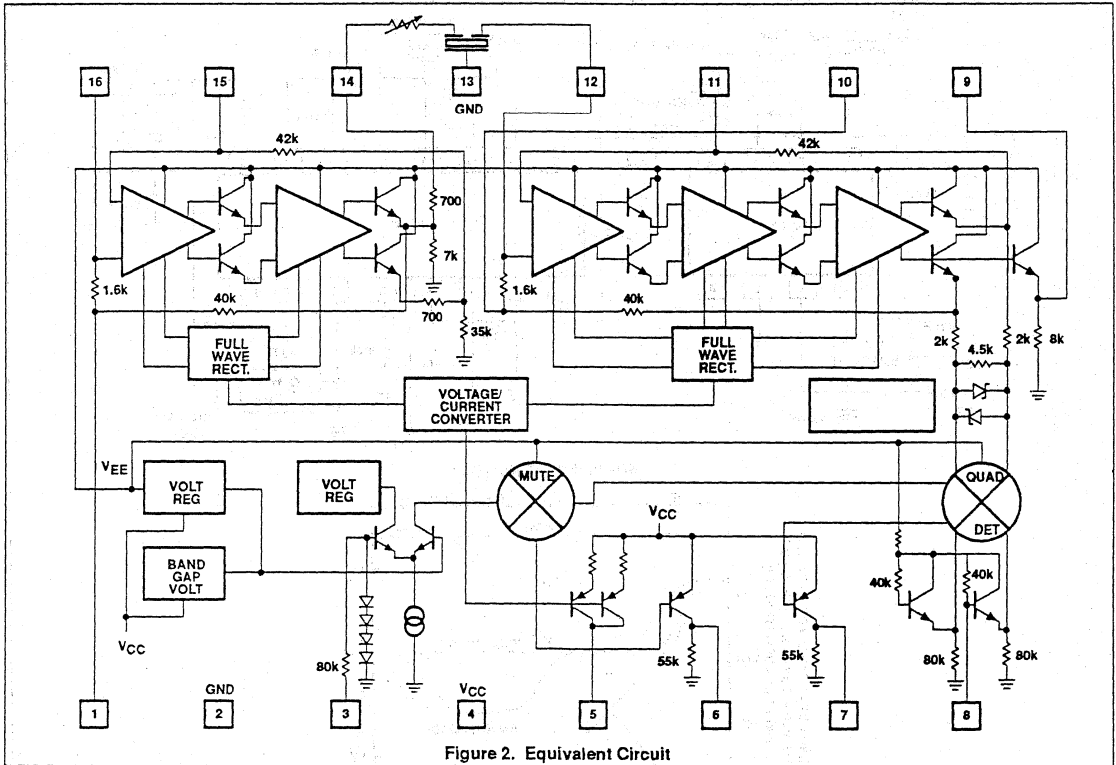 16
15
14
13
12
11
10
9
GND
42k
42k
700
7k
1.6k
40k
700
35k
1.6k
40k
2k
2k
8k
4.5k
FULL
WAVE
RECT.
FULL
WAVE
RECT.
VOLTAGE/
CURRENT
CONVERTER
VEE
VOLT
REG
VOLT
REG
MUTE
QUAD
DET
VCC
BAND
GAP
VOLT
VCC
40k
40k
80k
55k
55k
80k
80k
GND
VCC
1
2
3
4
5
6
7
8
Figure 2. Equivalent Circuit